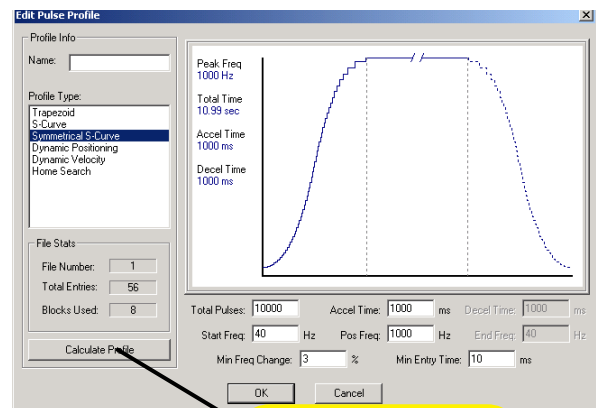 Edit Pulse Profile
Profile Info
Name:
Profile Type:
Trapezoid
S-Curve
Symmetrical S-Curve
Dynamic Positioning
Dynamic Velocity
Home Search
File Stats
File Number: 1
Total Entries: 56
Blocks Used: 8
Calculate Profile
Peak Freq
1000 Hz
Total Time
10.99 sec
Accel Time
1000 ms
Decel Time
1000 ms
Total Pulses: 10000 Accel Time: 1000 ms Decel Time: 1000 ms
Start Freq: 40 Hz Pos Freq: 1000 Hz End Freq: 40 Hz
Min Freq Change: 3 % Min Entry Time: 10 ms
OK Cancel